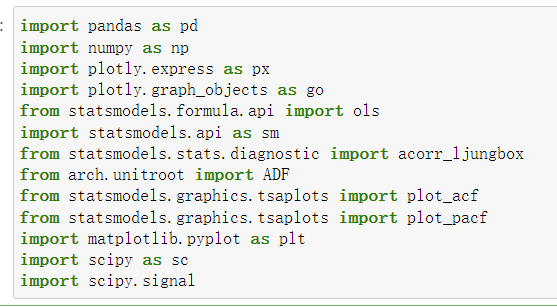 :
import pandas as pd
import numpy as np
import plotly.express as px
import plotly.graph_objects as go
from statsmodels.formula.api import ols
import statsmodels.api as sm
from statsmodels.stats.diagnostic import acorr_ljungbox
from arch.unitroot import ADF
from statsmodels.graphics.tsaplots import plot_acf
from statsmodels.graphics.tsaplots import plot_pacf
import matplotlib.pyplot as plt
import scipy as sc
import scipy.signal